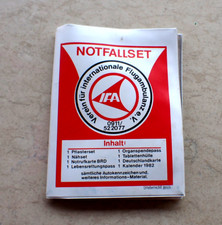 NOTFALLSET
Verein für internationale Flugambulanz e.V.
IFA
0911/
522077
Inhalt:
1 Pflasterset
1 Nähset
1 Notrufkarte BRD
1 Lebensrettungspass
1 Organspendepass
1 Tablettenhülle
1 Deutschlandkarte
1 Kalender 1982
sämtliche Autokennzeichen und
weiteres Informations-Material.